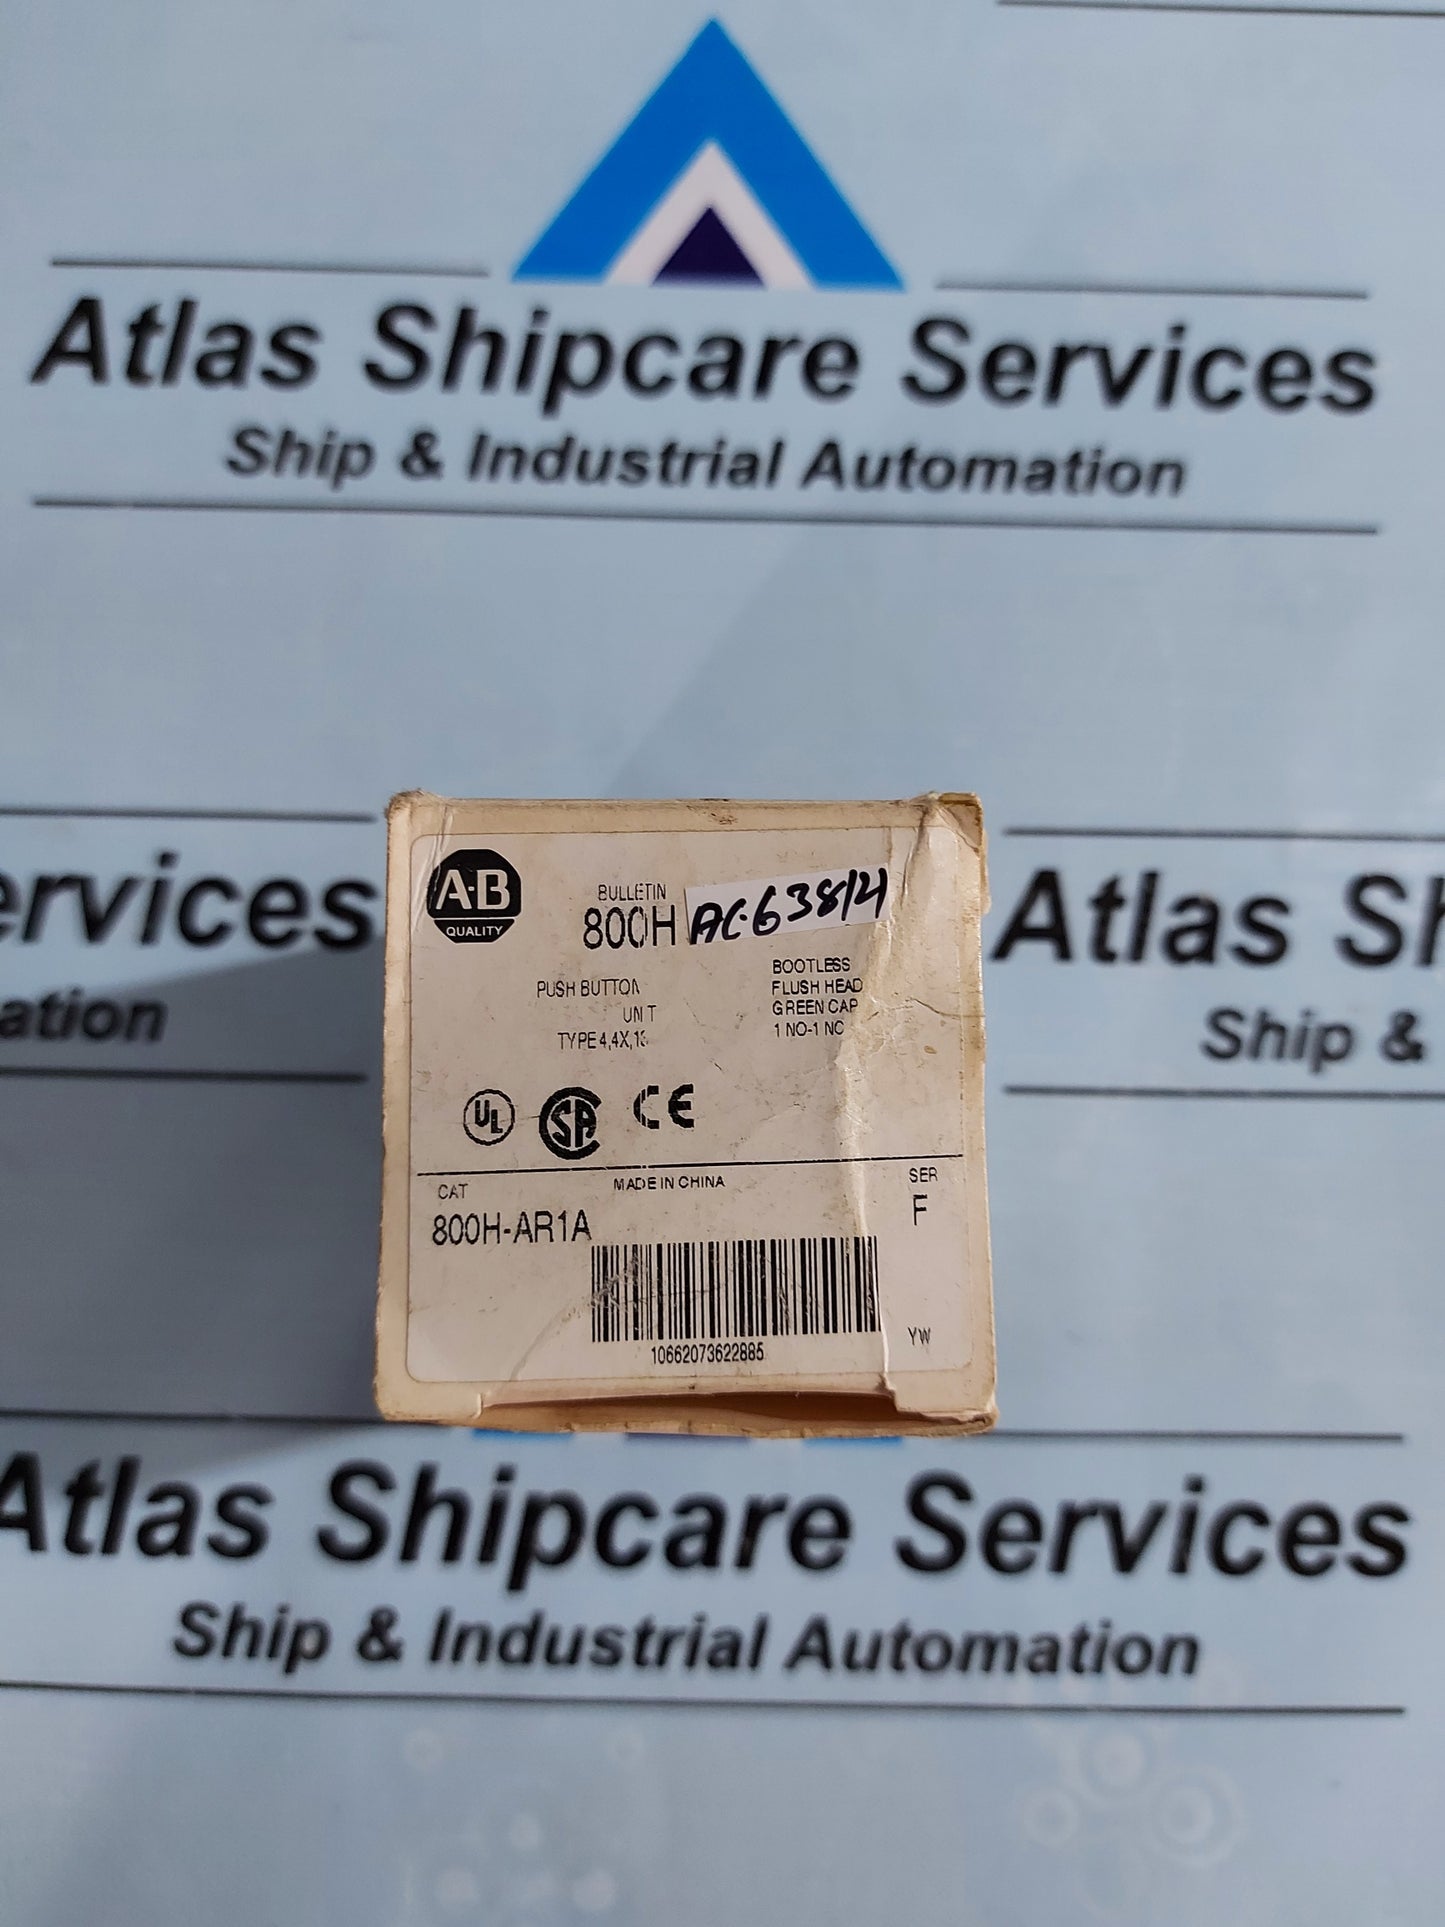 Atlas Shipcare Services
Ship & Industrial Automation
ervices
ation
Atlas Sh
Ship &
A-B
QUALITY
BULLETIN
800H
PUSH BUTTON
UNIT
TYPE 4,4X,13
BOOTLESS
FLUSH HEAD
GREEN CAP
1 NO-1 NC
UL
SA
CE
MADE IN CHINA
CAT
800H-AR1A
SER
F
10662073622885
YW
Atlas Shipcare Services
Ship & Industrial Automation